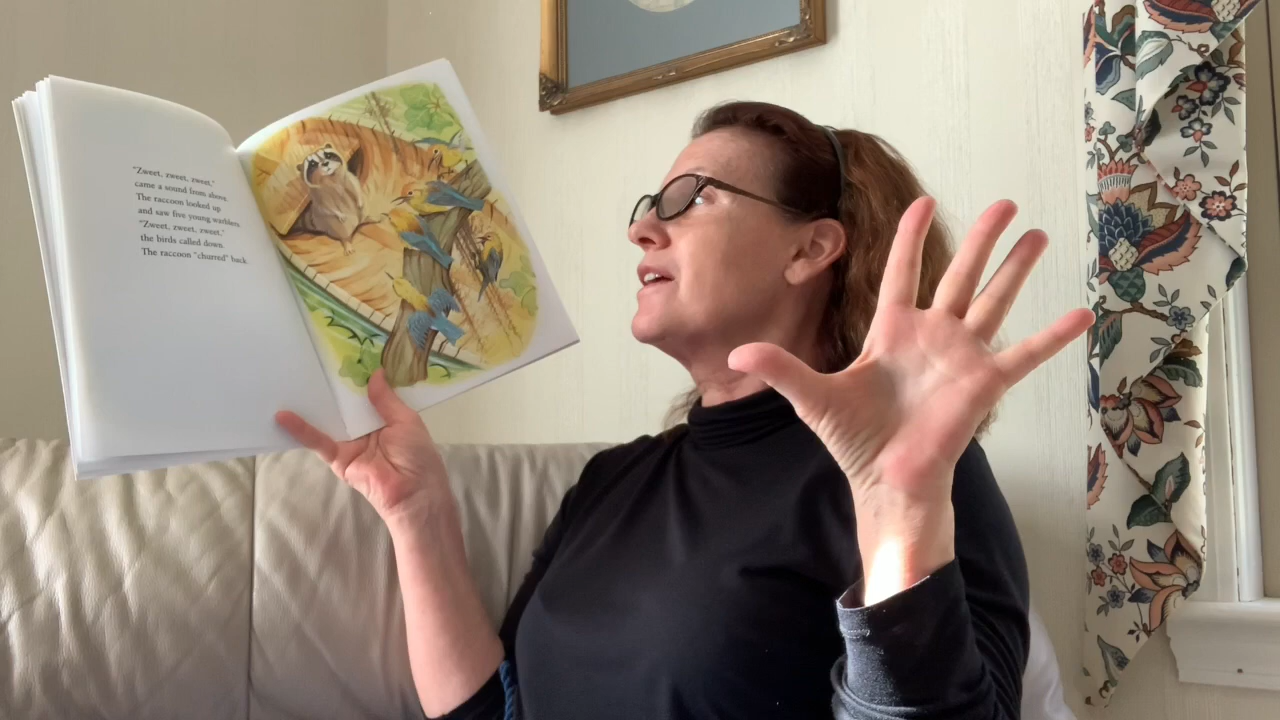 "Zweet, zweet, zweet,"
came a sound from above.
The raccoon looked up
and saw five young warblers.
"Zweet, zweet, zweet,"
the birds called down.
The raccoon "churred" back.